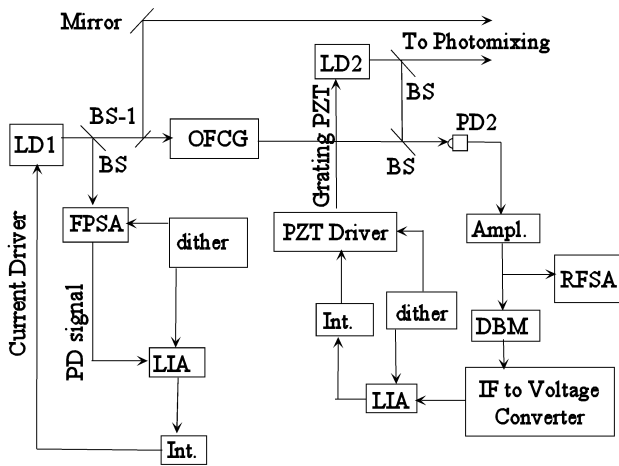 Mirror
To Photomixing
LD2
BS
BS-1
Grating PZT
PD2
LD1
BS
OFCG
BS
FPSA
dither
PZT Driver
Ampl.
Current Driver
PD signal
RFSA
Int.
dither
DBM
LIA
LIA
IF to Voltage
Converter
Int.